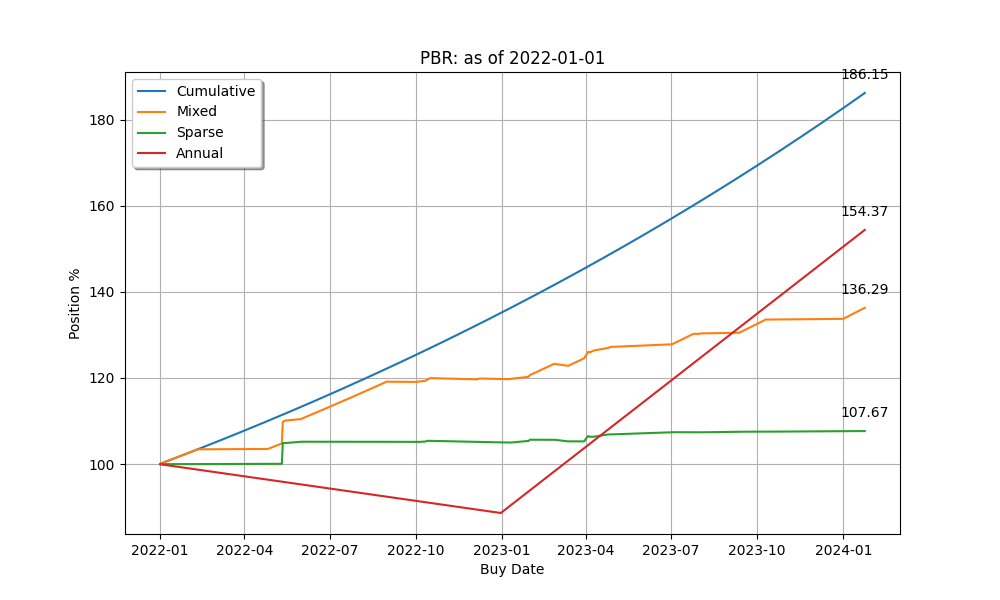 PBR: as of 2022-01-01
186.15
Cumulative
Mixed
Sparse
Annual
180
160
140
120
100
154.37
136.29
107.67
Position %
2022-01
2022-04
2022-07
2022-10
2023-01
2023-04
2023-07
2023-10
2024-01
Buy Date